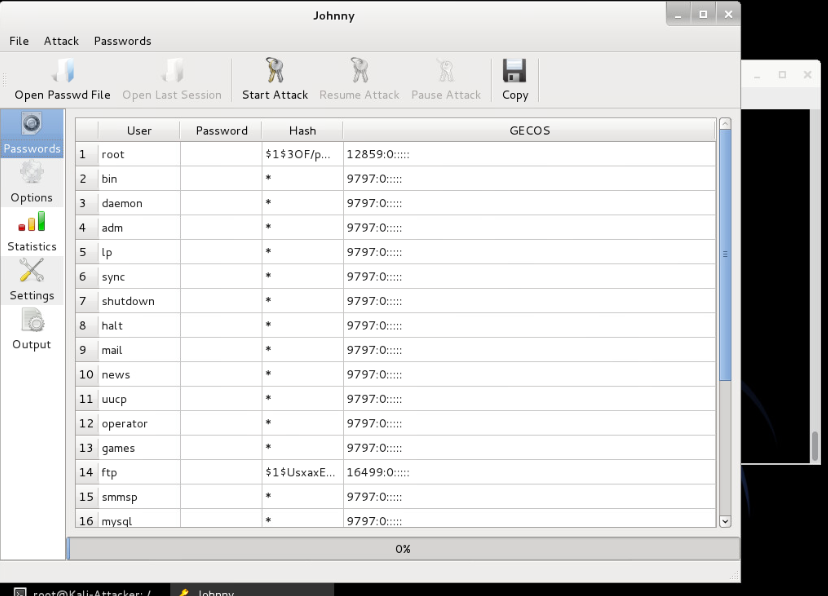 Johnny
File Attack Passwords
Open Passwd File Open Last Session Start Attack Resume Attack Pause Attack Copy
Passwords
Options
Statistics
Settings
Output
User Password Hash GECOS
1 root $1$3OF/p... 12859:0:::::
2 bin * 9797:0:::::
3 daemon * 9797:0:::::
4 adm * 9797:0:::::
5 lp * 9797:0:::::
6 sync * 9797:0:::::
7 shutdown * 9797:0:::::
8 halt * 9797:0:::::
9 mail * 9797:0:::::
10 news * 9797:0:::::
11 uucp * 9797:0:::::
12 operator * 9797:0:::::
13 games * 9797:0:::::
14 ftp $1$UsxaxE... 16499:0:::::
15 smmsp * 9797:0:::::
16 mysql * 9797:0:::::
0%
root@Kali-Attacker: / Johnny